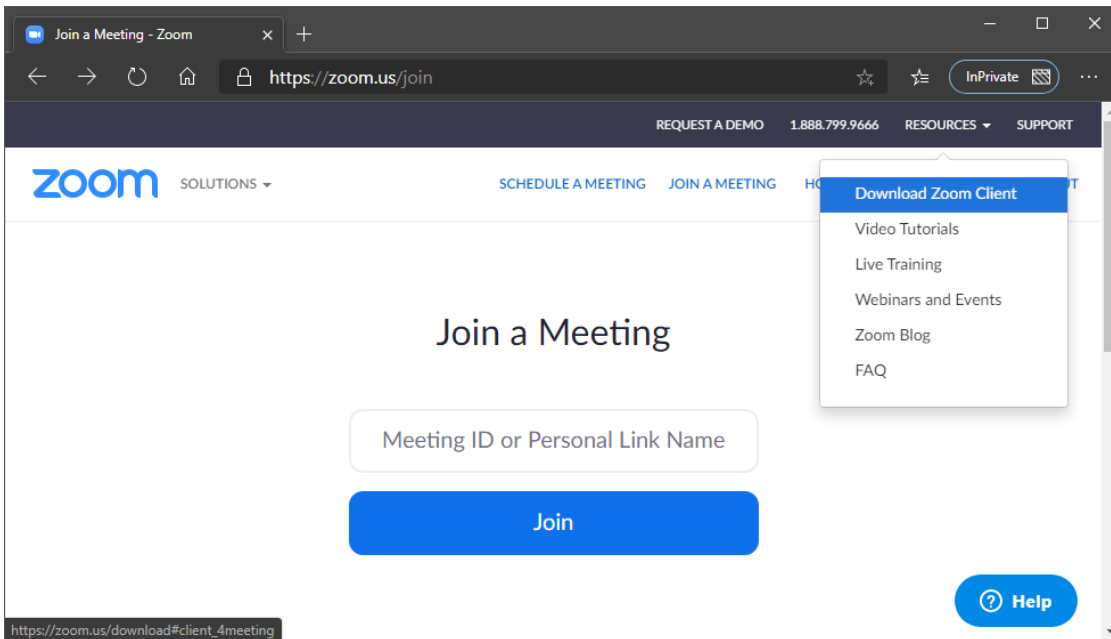 Join a Meeting - Zoom
https://zoom.us/join
InPrivate
REQUEST A DEMO 1.888.799.9666 RESOURCES SUPPORT
zoom SOLUTIONS SCHEDULE A MEETING JOIN A MEETING
Download Zoom Client
Video Tutorials
Live Training
Webinars and Events
Zoom Blog
FAQ
Join a Meeting
Meeting ID or Personal Link Name
Join
Help
https://zoom.us/download#client_4meeting